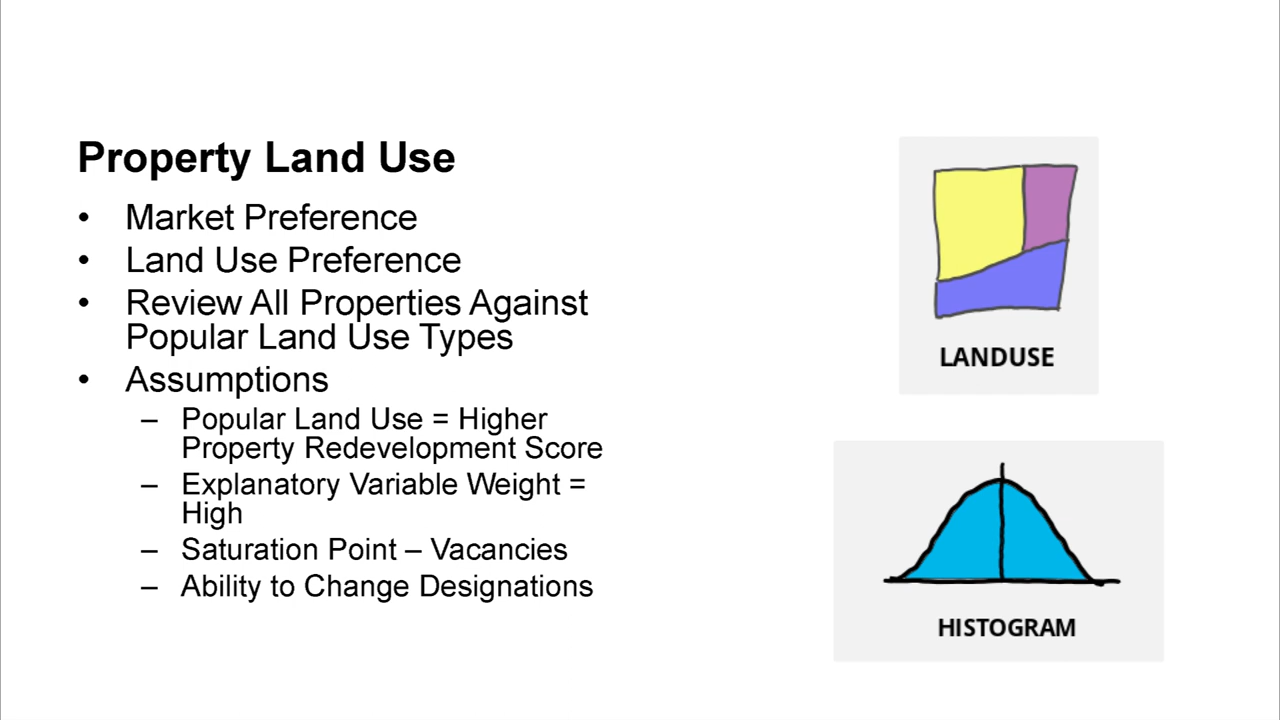 Property Land Use
• Market Preference
• Land Use Preference
• Review All Properties Against
Popular Land Use Types
• Assumptions
– Popular Land Use = Higher
Property Redevelopment Score
– Explanatory Variable Weight =
High
– Saturation Point – Vacancies
– Ability to Change Designations
LANDUSE
HISTOGRAM